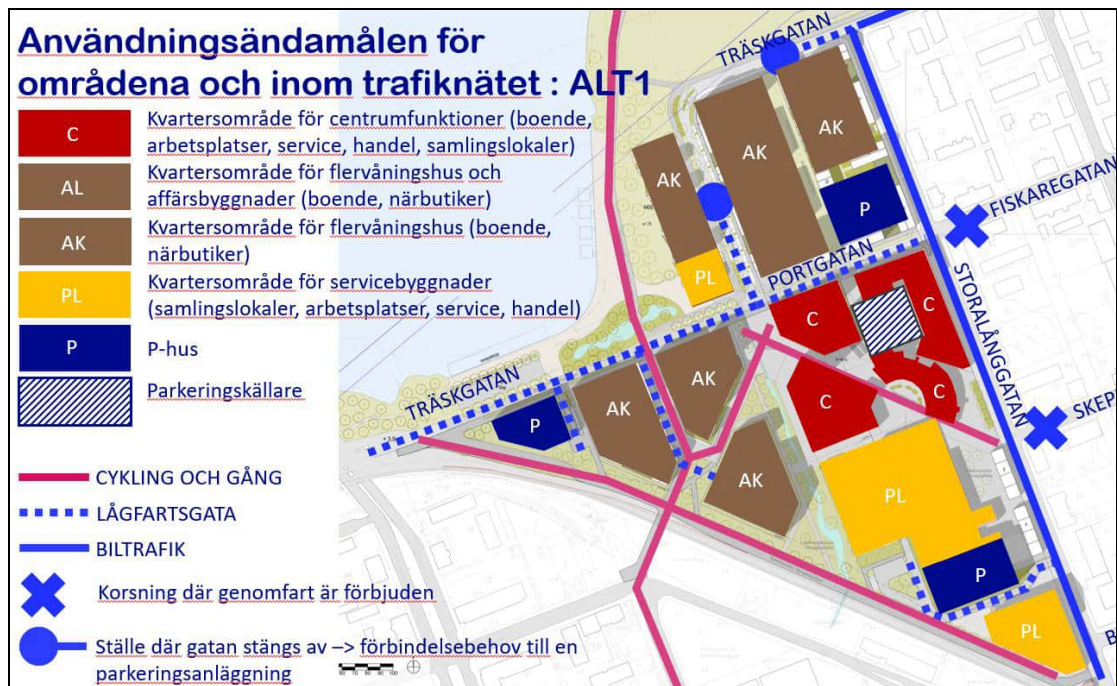 Användningsändamålen för
områdena och inom trafiknätet : ALT1
C
Kvartersområde för centrumfunktioner (boende,
arbetsplatser, service, handel, samlingslokaler)
AL
Kvartersområde för flervåningshus och
affärsbyggnader (boende, närbutiker)
AK
Kvartersområde för flervåningshus (boende,
närbutiker)
PL
Kvartersområde för servicebyggnader
(samlingslokaler, arbetsplatser, service, handel)
P
P-hus
Parkeringskällare
CYKLING OCH GÅNG
LÅGFARTSGATA
BILTRAFIK
Korsning där genomfart är förbjuden
Ställe där gatan stängs av –> förbindelsebehov till en
parkeringsanläggning
TRÄSKGATAN
AK
AK
AK
P
FISKAREGATAN
PL
PORTGATAN
STORALÅNGGATAN
C
C
TRÄSKGATAN
AK
AK
C
C
SKEP
P
AK
PL
P
PL
B